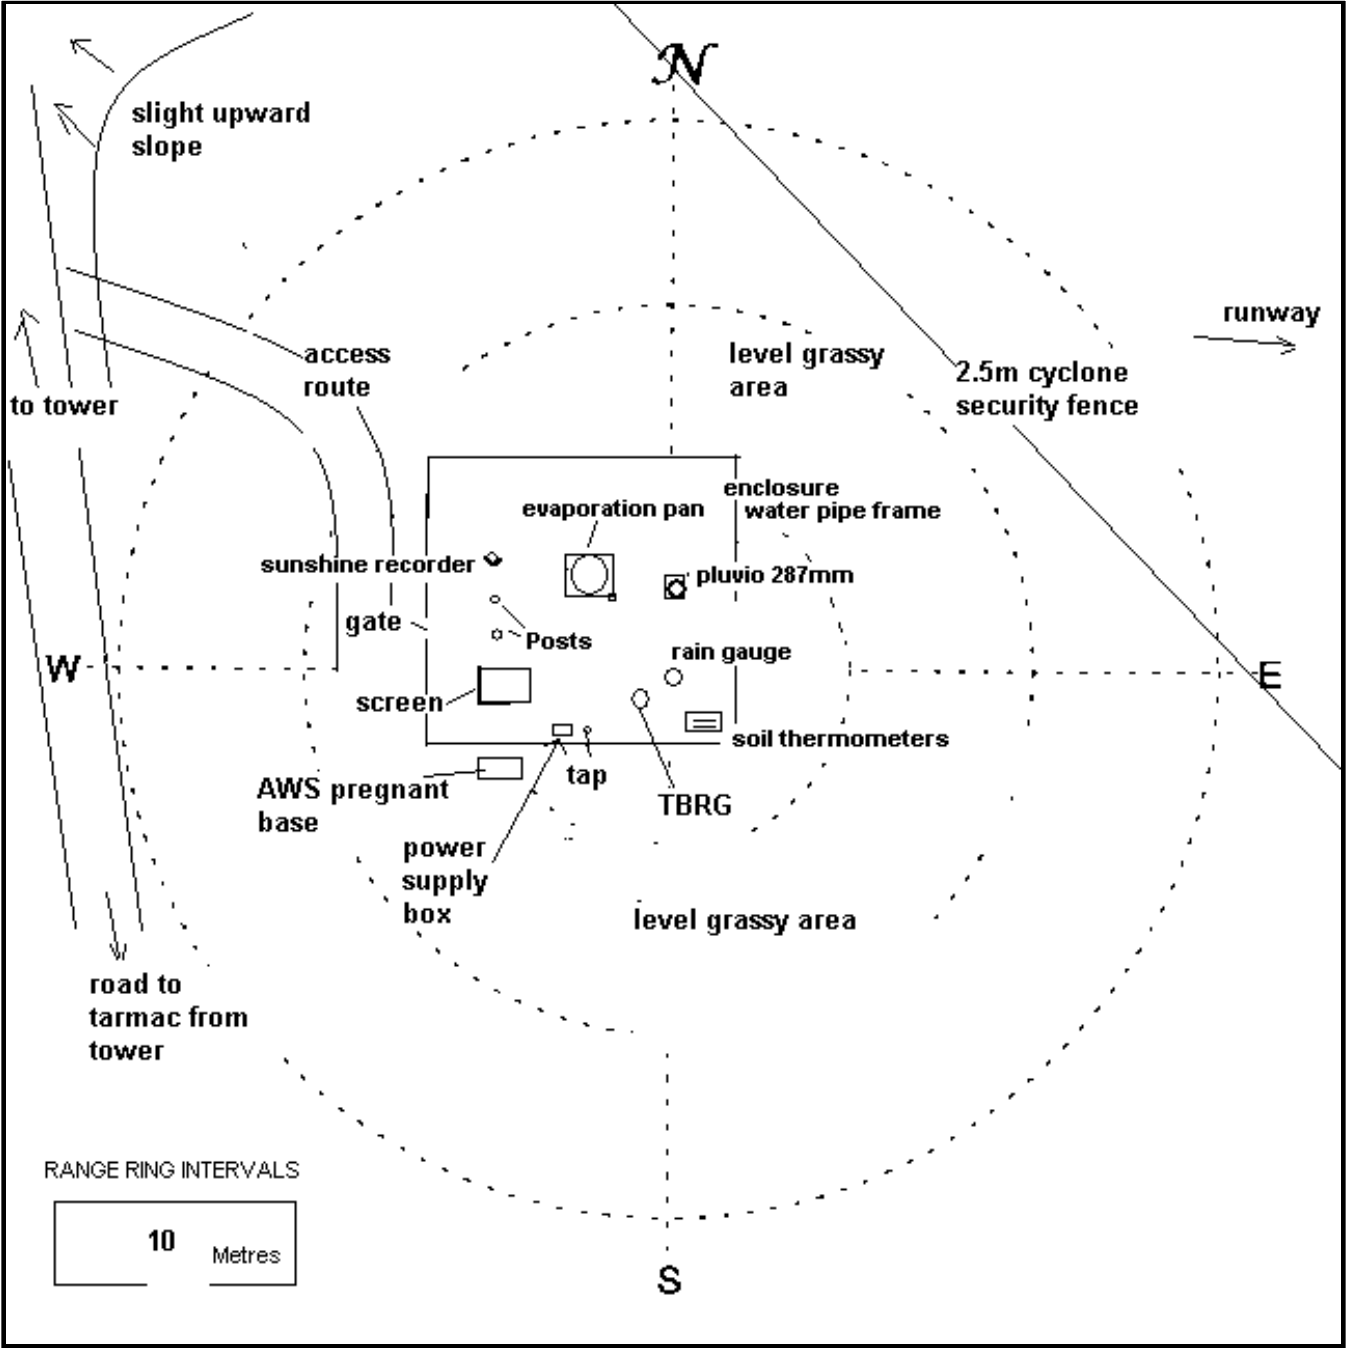 N
slight upward
slope
runway
level grassy
area
access
route
2.5m cyclone
security fence
to tower
enclosure
water pipe frame
evaporation pan
sunshine recorder
pluvio 287mm
gate
Posts
rain gauge
W
E
screen
soil thermometers
AWS pregnant
base
tap
TBRG
power
supply
box
level grassy area
road to
tarmac from
tower
RANGE RING INTERVALS
10 Metres
S